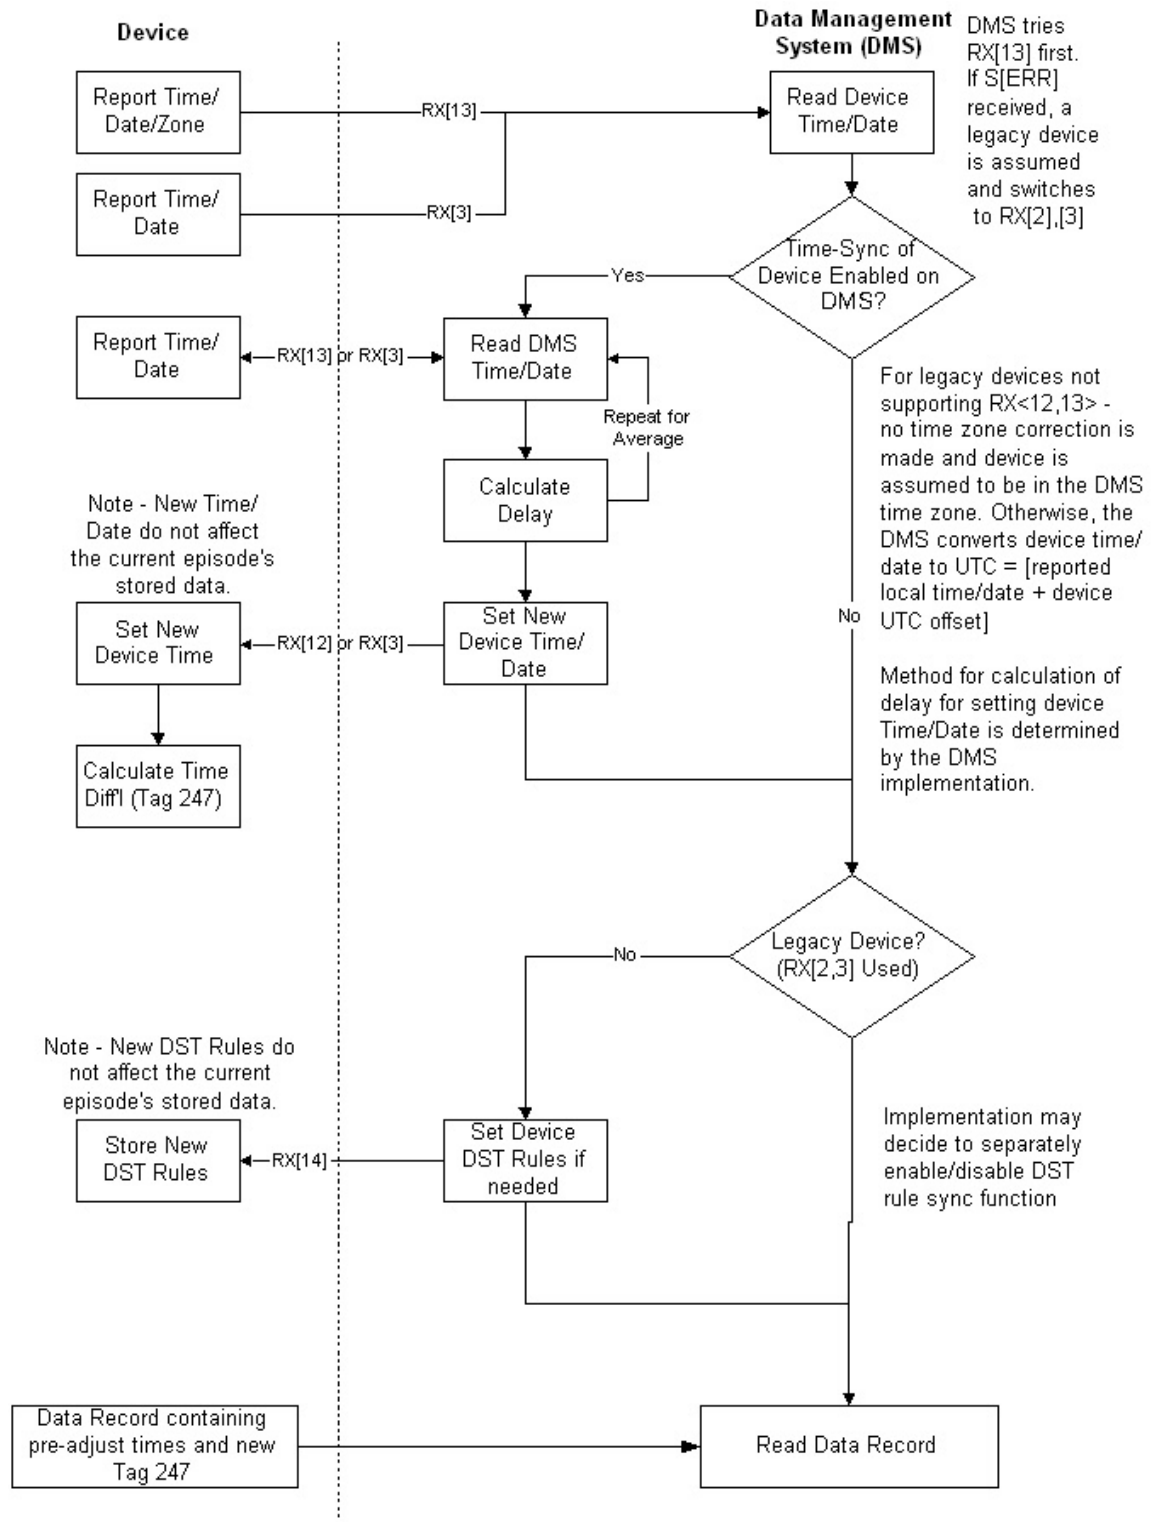 Device
Data Management
System (DMS)
DMS tries
RX[13] first.
If S[ERR]
received, a
legacy device
is assumed
and switches
to RX[2],[3]
Report Time/
Date/Zone
RX[13]
Read Device
Time/Date
Report Time/
Date
RX[3]
Time-Sync of
Device Enabled on
DMS?
Yes
Report Time/
Date
RX[13] or RX[3]
Read DMS
Time/Date
Repeat for
Average
For legacy devices not
supporting RX<12,13> -
no time zone correction is
made and device is
assumed to be in the DMS
time zone. Otherwise, the
DMS converts device time/
date to UTC = [reported
local time/date + device
UTC offset]
Calculate
Delay
Note - New Time/
Date do not affect
the current episode's
stored data.
No
Set New
Device Time
RX[12] or RX[3]
Set New
Device Time/
Date
Method for calculation of
delay for setting device
Time/Date is determined
by the DMS
implementation.
Calculate Time
Diff'l (Tag 247)
Legacy Device?
(RX[2,3] Used)
No
Note - New DST Rules do
not affect the current
episode's stored data.
Store New
DST Rules
RX[14]
Set Device
DST Rules if
needed
Implementation may
decide to separately
enable/disable DST
rule sync function
Data Record containing
pre-adjust times and new
Tag 247
Read Data Record